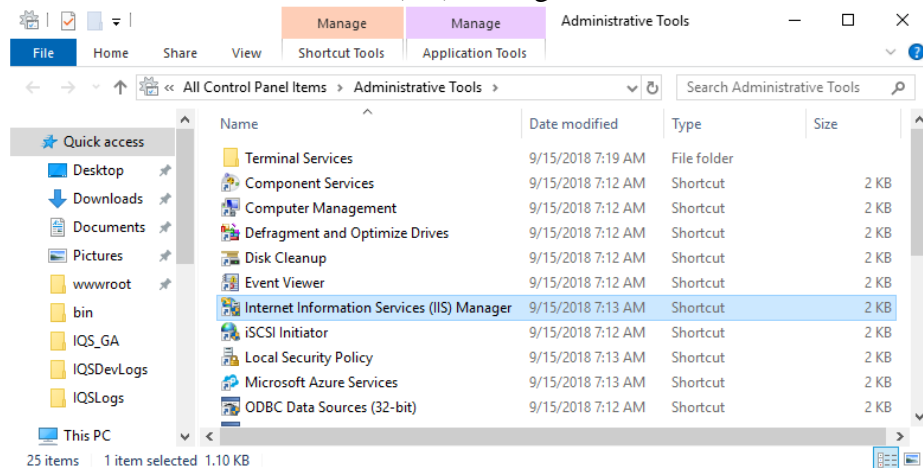 Manage Manage Administrative Tools
File Home Share View Shortcut Tools Application Tools
« All Control Panel Items > Administrative Tools > Search Administrative Tools
Name Date modified Type Size
Quick access
Desktop
Downloads
Documents
Pictures
wwwroot
bin
IQS_GA
IQSDevLogs
IQSLogs
This PC
Terminal Services 9/15/2018 7:19 AM File folder
Component Services 9/15/2018 7:12 AM Shortcut 2 KB
Computer Management 9/15/2018 7:12 AM Shortcut 2 KB
Defragment and Optimize Drives 9/15/2018 7:12 AM Shortcut 2 KB
Disk Cleanup 9/15/2018 7:12 AM Shortcut 2 KB
Event Viewer 9/15/2018 7:12 AM Shortcut 2 KB
Internet Information Services (IIS) Manager 9/15/2018 7:13 AM Shortcut 2 KB
iSCSI Initiator 9/15/2018 7:12 AM Shortcut 2 KB
Local Security Policy 9/15/2018 7:13 AM Shortcut 2 KB
Microsoft Azure Services 9/15/2018 7:13 AM Shortcut 2 KB
ODBC Data Sources (32-bit) 9/15/2018 7:12 AM Shortcut 2 KB
25 items 1 item selected 1.10 KB